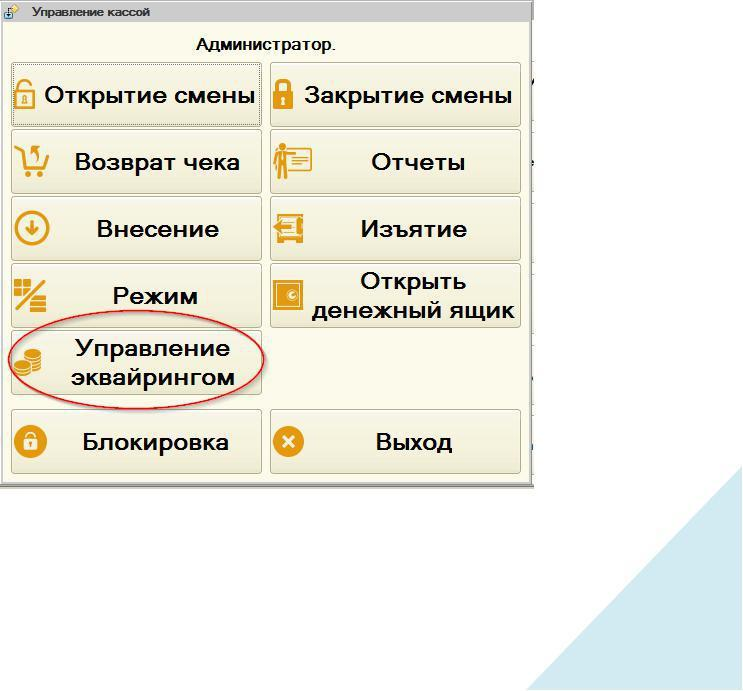 Управление кассой
Администратор.
Открытие смены
Закрытие смены
Возврат чека
Отчеты
Внесение
Изъятие
Режим
Открыть
денежный ящик
Управление
эквайрингом
Блокировка
Выход